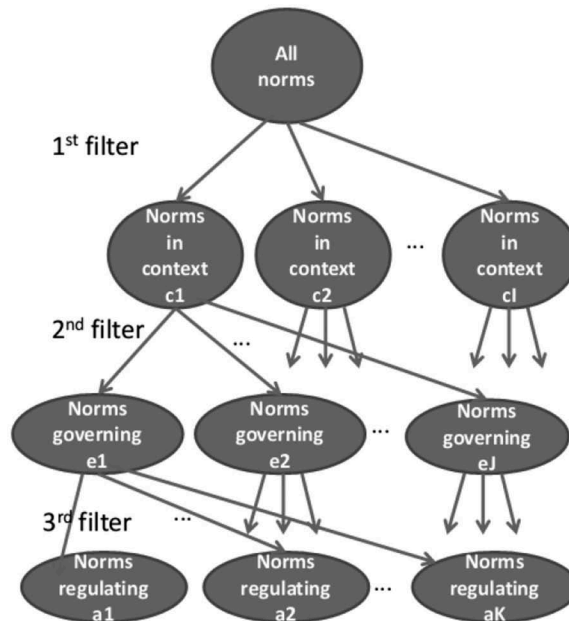 All
norms
1st filter
Norms
in
context
c1
Norms
in
context
c2
...
Norms
in
context
cI
2nd filter
...
Norms
governing
e1
Norms
governing
e2
...
Norms
governing
eJ
3rd filter
...
Norms
regulating
a1
Norms
regulating
a2
...
Norms
regulating
aK